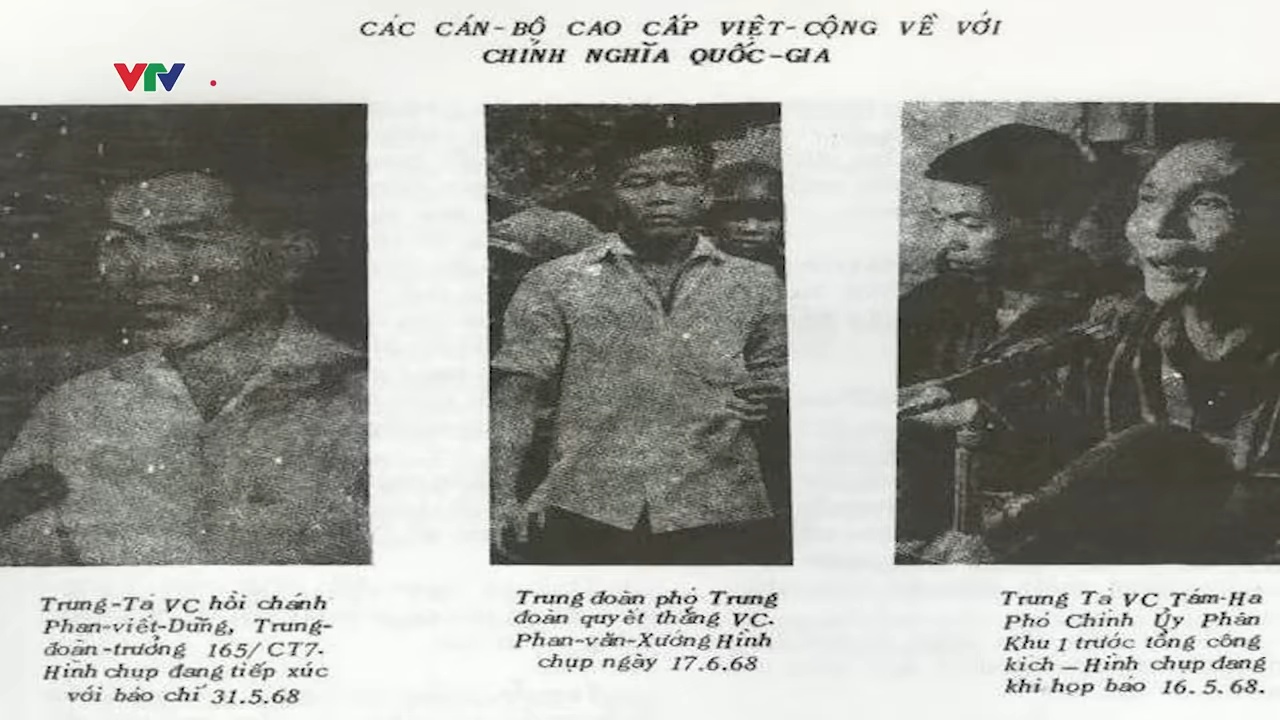 CÁC CÁN-BỘ CAO CẤP VIỆT-CỘNG VỀ VỚI
CHÍNH NGHĨA QUỐC-GIA
VTV
Trung-Tá VC hồi chánh
Phan-viết-Dũng, Trung-
đoàn-trưởng 165/CT7.
Hình chụp đang tiếp xúc
với báo chí 31.5.68
Trung đoàn phó Trung
đoàn quyết thắng VC.
Phan-văn-Xướng Hình
chụp ngày 17.6.68
Trung Tá VC Tám-Hà
Phó Chính Ủy Phân
Khu 1 trước tổng công
kích — Hình chụp đang
khi họp báo 16.5.68.